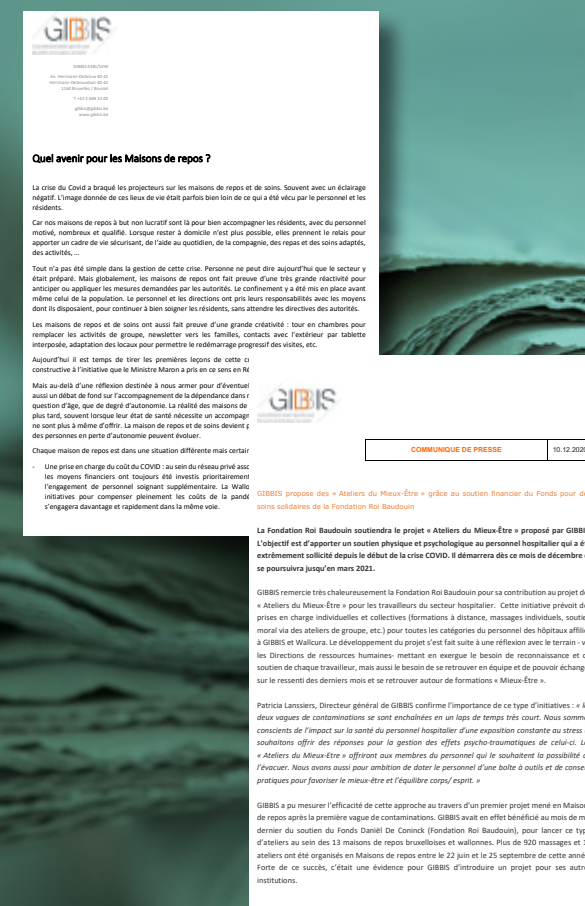 GIBBIS
GIBBIS ASBL/VZW
1160 Bruxelles / Brussel
gibbis@gibbis.be
www.gibbis.be
Quel avenir pour les Maisons de repos ?
La crise du Covid a braqué les projecteurs sur les maisons de repos et de soins. Souvent avec un éclairage
négatif. L’image donnée de ces lieux de vie était parfois bien loin de ce qui a été vécu par le personnel et les
résidents.
Car nos maisons de repos à but non lucratif sont là pour bien accompagner les résidents, avec du personnel
motivé, nombreux et qualifié. Lorsque rester à domicile n’est plus possible, elles prennent le relais pour
apporter un cadre de vie sécurisant, de l’aide au quotidien, de la compagnie, des repas et des soins adaptés,
des activités, …
Tout n’a pas été simple dans la gestion de cette crise. Personne ne peut dire aujourd’hui que le secteur y
était préparé. Mais globalement, les maisons de repos ont fait preuve d’une très grande réactivité pour
anticiper ou appliquer les mesures demandées par les autorités. Le confinement y a été mis en place avant
même celui de la population. Le personnel et les directions ont pris leurs responsabilités avec les moyens
dont ils disposaient, pour continuer à bien soigner les résidents, sans attendre les directives des autorités.
Les maisons de repos et de soins ont aussi fait preuve d’une grande créativité : tour en chambres pour
remplacer les activités de groupe, newsletter vers les familles, contacts avec l’extérieur par tablette
interposée, adaptation des locaux pour permettre le redémarrage progressif des visites, etc.
Aujourd’hui il est temps de tirer les premières leçons de cette c
constructive à l’initiative que le Ministre Maron a pris en ce sens en Ré
Mais au-delà d’une réflexion destinée à nous armer pour d’éventuel
aussi un débat de fond sur l’accompagnement de la dépendance dans n
question d’âge, que de degré d’autonomie. La réalité des maisons de
plus tard, souvent lorsque leur état de santé nécessite un accompagne
ne sont plus à même d’offrir. La maison de repos et de soins devient p
des personnes en perte d’autonomie peuvent évoluer.
Chaque maison de repos est dans une situation différente mais certain
- Une prise en charge du coût du COVID : au sein du réseau privé assc
les moyens financiers ont toujours été investis prioritairement
l’engagement de personnel soignant supplémentaire. La Wallo
initiatives pour compenser pleinement les coûts de la pandé
s’engagera davantage et rapidement dans la même voie.
GIBBIS
COMMUNIQUE DE PRESSE
10.12.2020
GIBBIS propose des « Ateliers du Mieux-Être » grâce au soutien financier du Fonds pour de
soins solidaires de la Fondation Roi Baudouin
La Fondation Roi Baudouin soutiendra le projet « Ateliers du Mieux-Être » proposé par GIBBI
L’objectif est d’apporter un soutien physique et psychologique au personnel hospitalier qui a ét
extrêmement sollicité depuis le début de la crise COVID. Il démarrera dès ce mois de décembre e
se poursuivra jusqu’en mars 2021.
GIBBIS remercie très chaleureusement la Fondation Roi Baudouin pour sa contribution au projet de
« Ateliers du Mieux-Être » pour les travailleurs du secteur hospitalier. Cette initiative prévoit de
prises en charge individuelles et collectives (formations à distance, massages individuels, soutie
moral via des ateliers de groupe, etc.) pour toutes les catégories du personnel des hôpitaux affilié
à GIBBIS et Wallcura. Le développement du projet s’est fait suite à une réflexion avec le terrain - v
les Directions de ressources humaines- mettant en exergue le besoin de reconnaissance et d
soutien de chaque travailleur, mais aussi le besoin de se retrouver en équipe et de pouvoir échange
sur le ressenti des derniers mois et se retrouver autour de formations « Mieux-Être ».
Patricia Lanssiers, Directeur général de GIBBIS confirme l’importance de ce type d’initiatives : « le
deux vagues de contaminations se sont enchaînées en un laps de temps très court. Nous somme
conscients de l’impact sur la santé du personnel hospitalier d’une exposition constante au stress e
souhaitons offrir des réponses pour la gestion des effets psycho-traumatiques de celui-ci. Le
« Ateliers du Mieux-Etre » offriront aux membres du personnel qui le souhaitent la possibilité d
l’évacuer. Nous avons aussi pour ambition de doter le personnel d’une boîte à outils et de conse
pratiques pour favoriser le mieux-être et l’équilibre corps/ esprit. »
GIBBIS a pu mesurer l’efficacité de cette approche au travers d’un premier projet mené en Maison
de repos après la première vague de contaminations. GIBBIS avait en effet bénéficié au mois de m
dernier du soutien du Fonds Daniël De Coninck (Fondation Roi Baudouin), pour lancer ce typ
d’ateliers au sein des 13 maisons de repos bruxelloises et wallonnes. Plus de 920 massages et 1
ateliers ont été organisés en Maisons de repos entre le 22 juin et le 25 septembre de cette anné
Forte de ce succès, c’était une évidence pour GIBBIS d’introduire un projet pour ses autre
institutions.